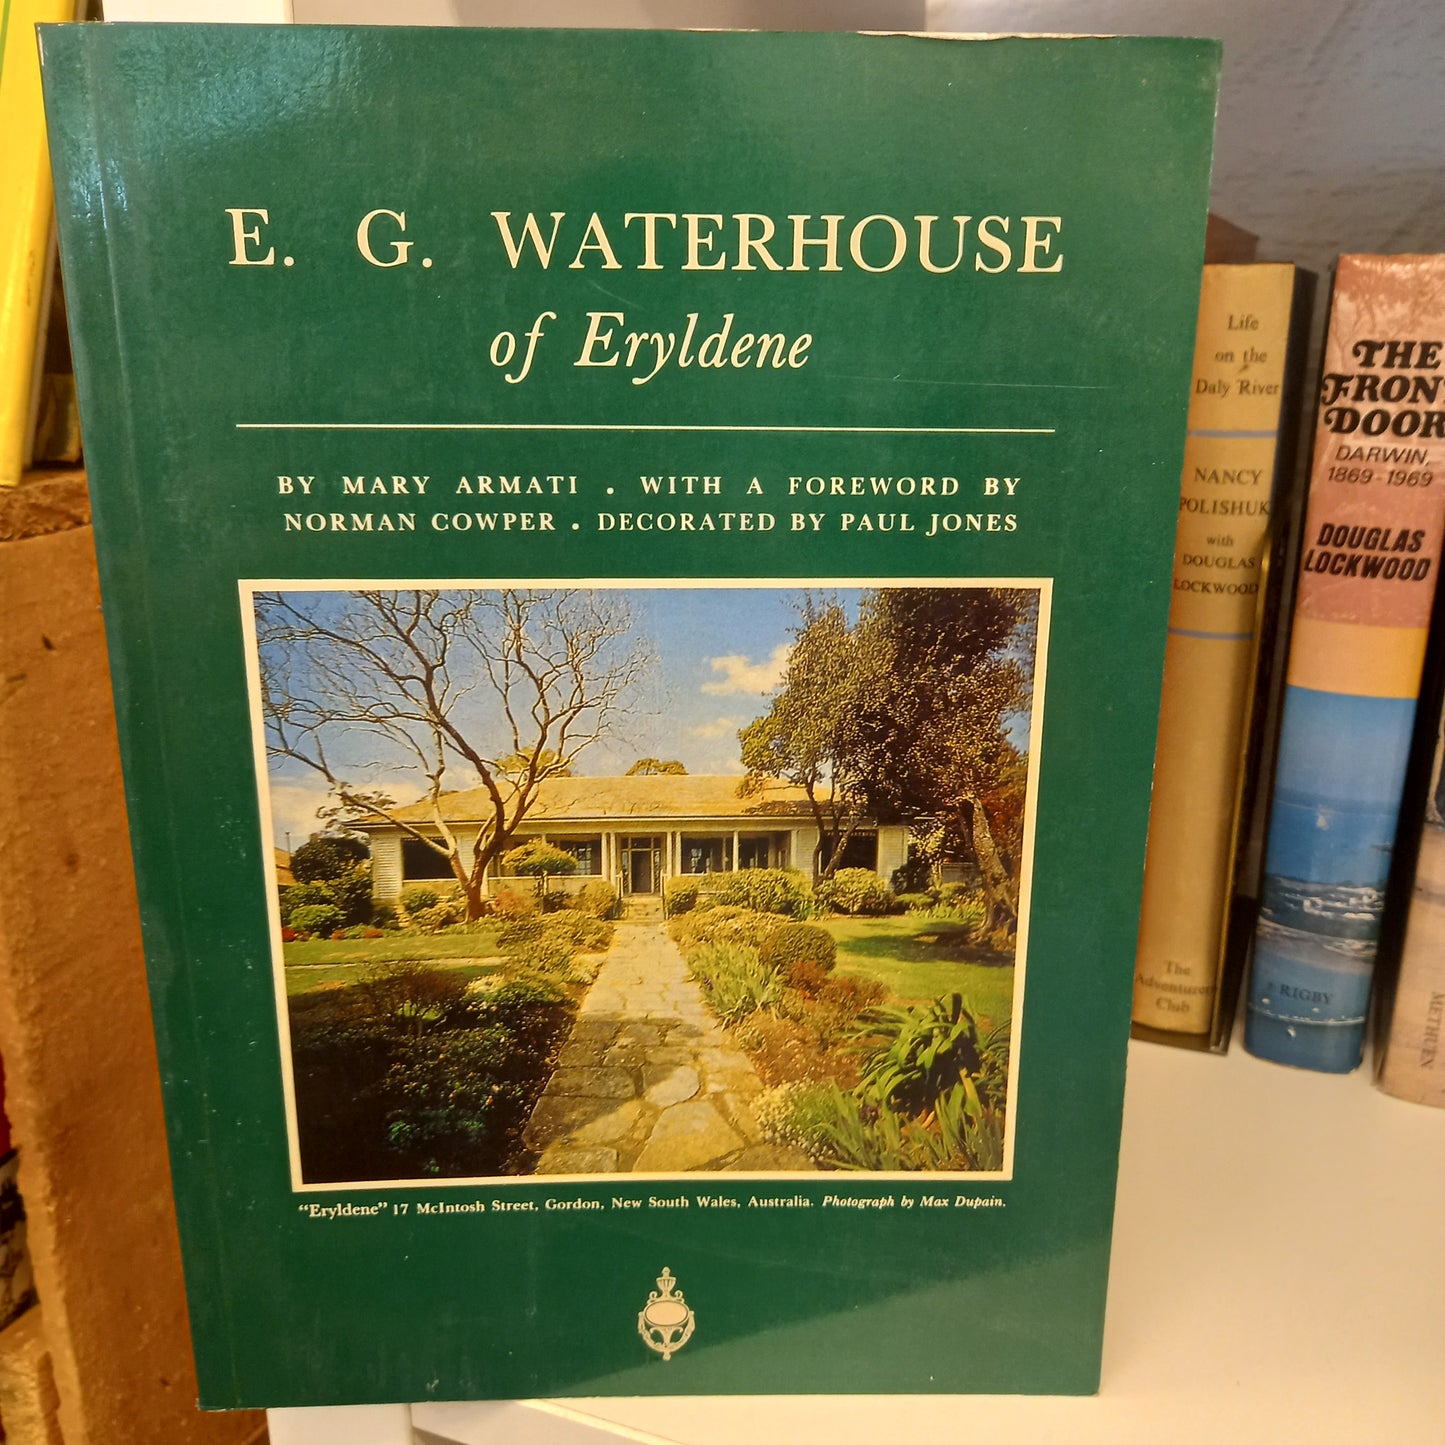 E. G. WATERHOUSE
of Eryldene
BY MARY ARMATI . WITH A FOREWORD BY
NORMAN COWPER . DECORATED BY PAUL JONES
"Eryldene" 17 McIntosh Street, Gordon, New South Wales, Australia. Photograph by Max Dupain.
Life
on the
Daly River
NANCY
POLISHUK
with
DOUGLAS
LOCKWOOD
The
Adventurers
Club
THE
FRONT
DOOR
DARWIN,
1869-1969
DOUGLAS
LOCKWOOD
RIGBY
METHUEN